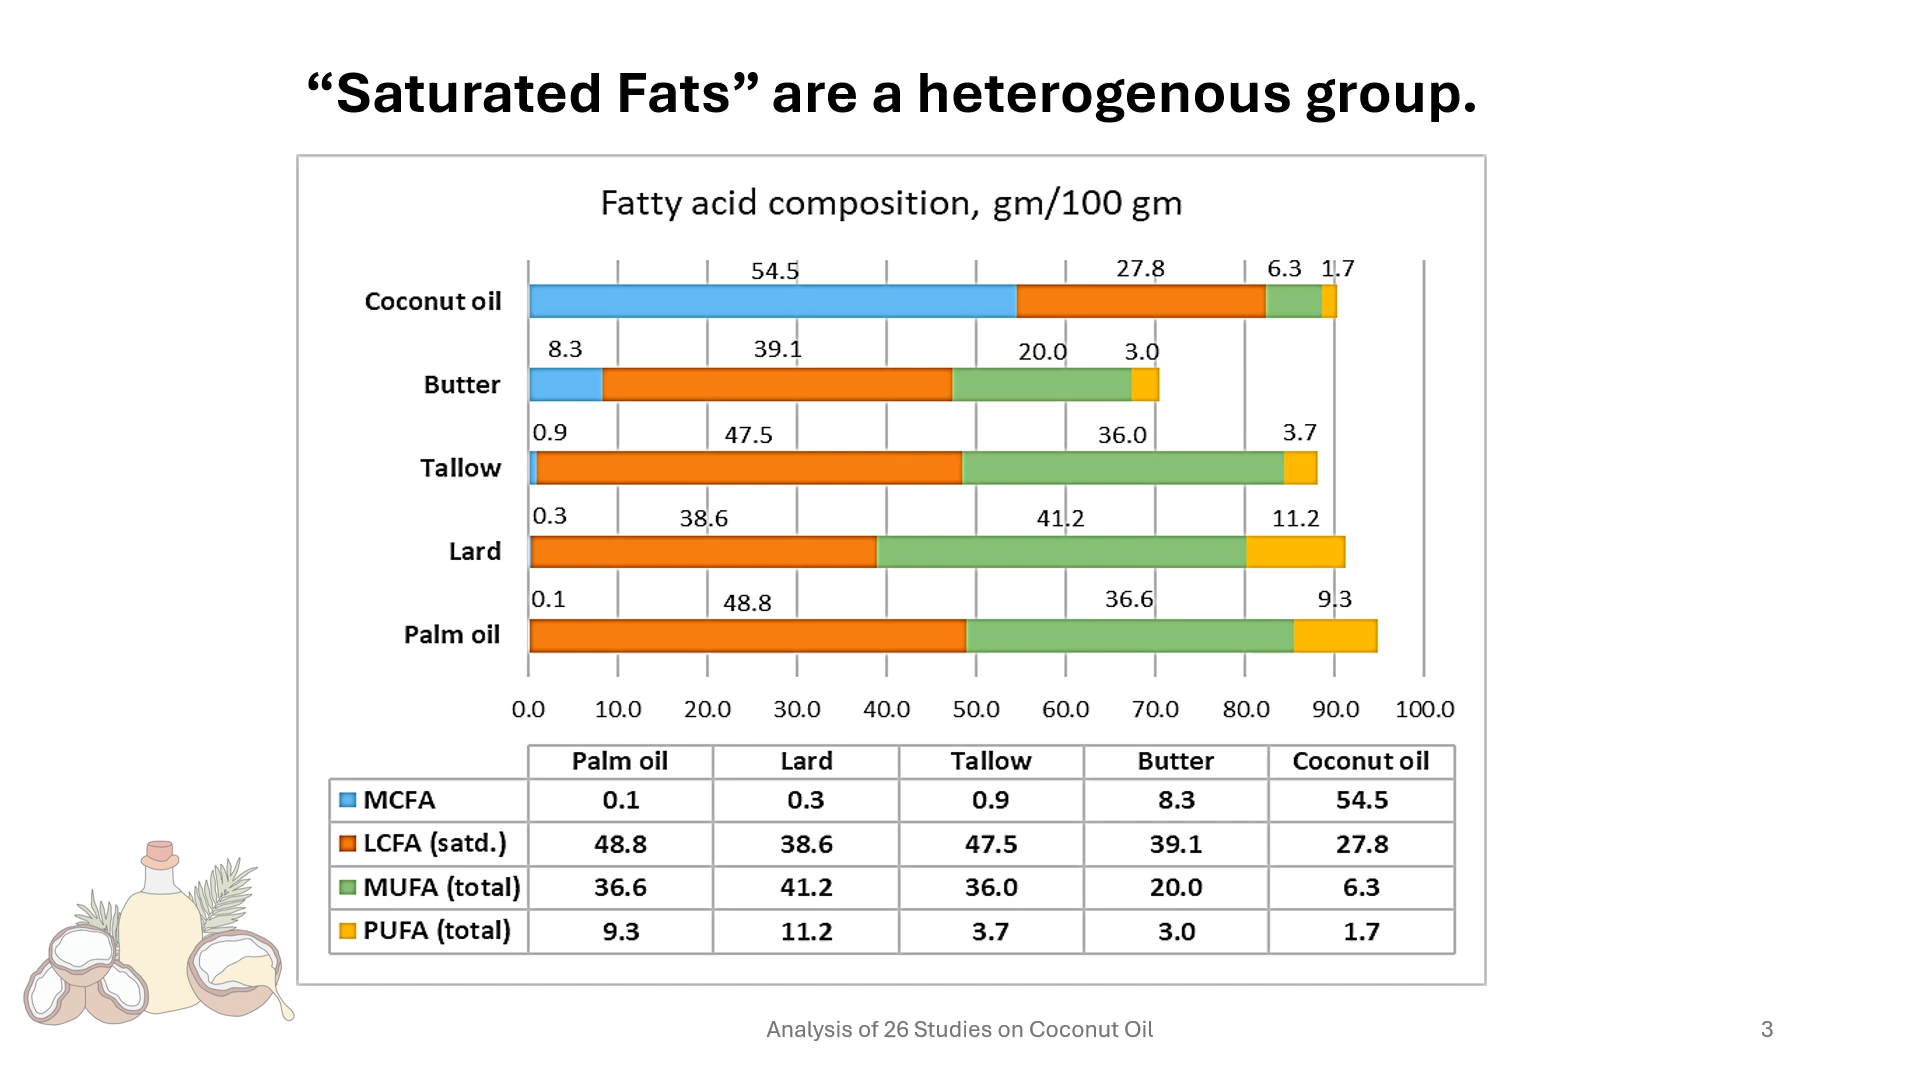 “Saturated Fats” are a heterogenous group.
Fatty acid composition, gm/100 gm
54.5 27.8 6.3 1.7
Coconut oil
8.3 39.1 20.0 3.0
Butter
0.9 47.5 36.0 3.7
Tallow
0.3 38.6 41.2 11.2
Lard
0.1 48.8 36.6 9.3
Palm oil
0.0 10.0 20.0 30.0 40.0 50.0 60.0 70.0 80.0 90.0 100.0
Palm oil Lard Tallow Butter Coconut oil
MCFA 0.1 0.3 0.9 8.3 54.5
LCFA (satd.) 48.8 38.6 47.5 39.1 27.8
MUFA (total) 36.6 41.2 36.0 20.0 6.3
PUFA (total) 9.3 11.2 3.7 3.0 1.7
Analysis of 26 Studies on Coconut Oil 3